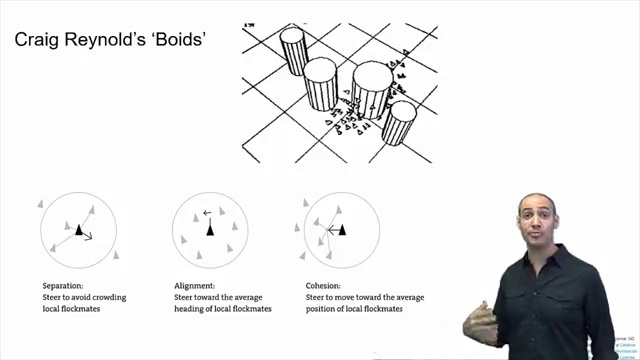 Craig Reynold's 'Boids'
Separation:
Steer to avoid crowding
local flockmates
Alignment:
Steer toward the average
heading of local flockmates
Cohesion:
Steer to move toward the average
position of local flockmates